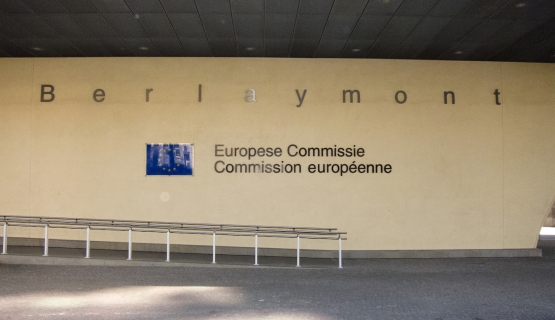 Berlaymont
Europese Commissie
Commission européenne